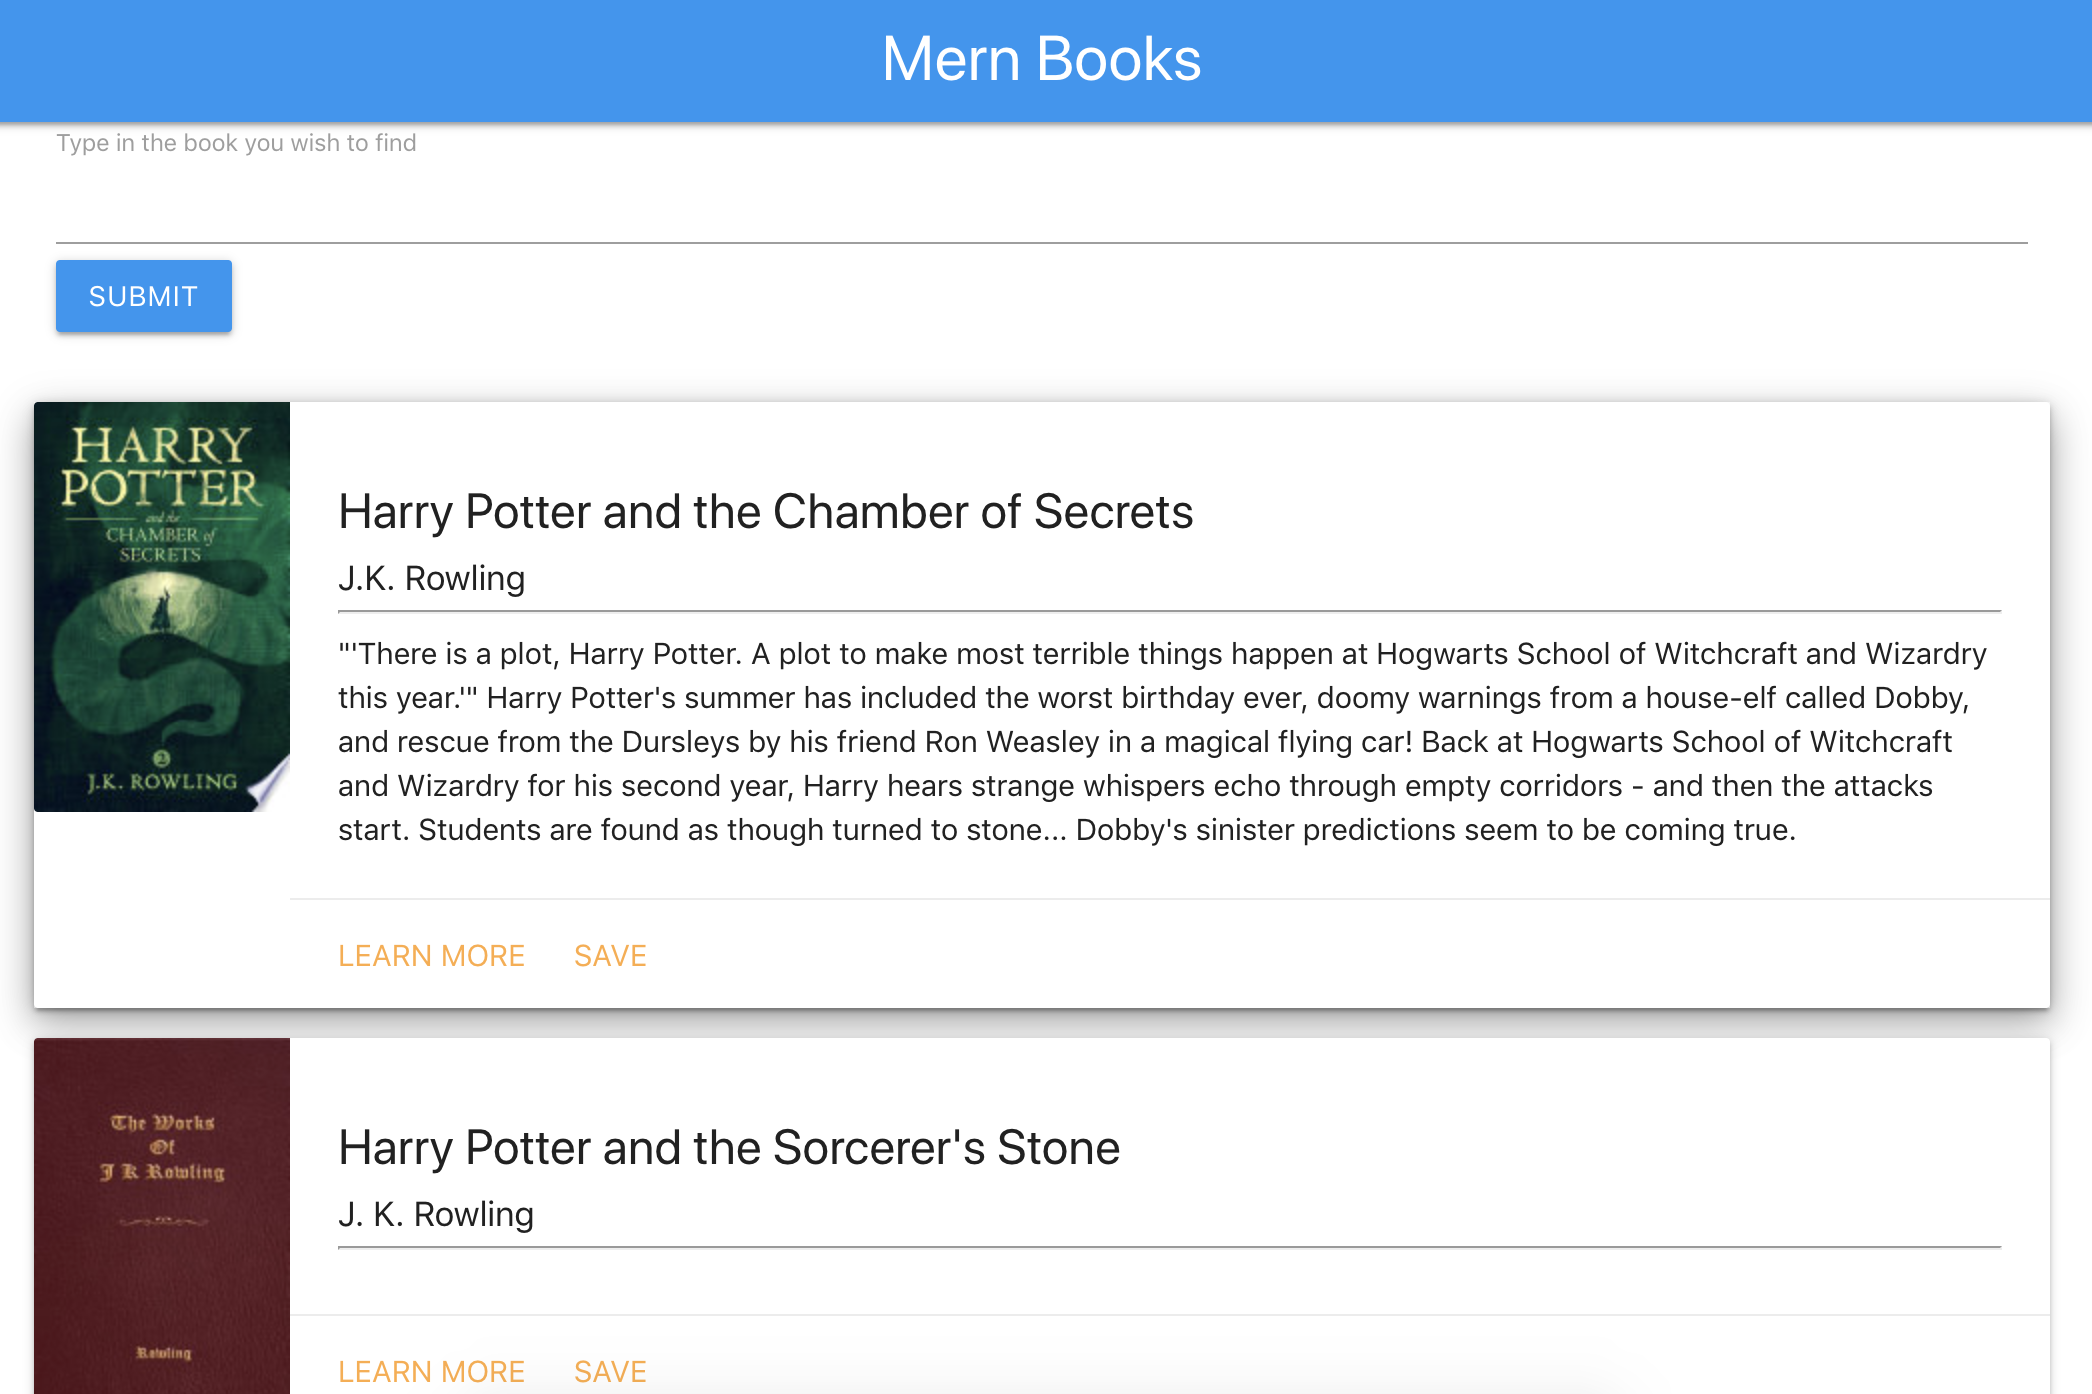 Mern Books
Type in the book you wish to find
SUBMIT
HARRY
POTTER
and the
CHAMBER of
SECRETS
2
J.K. ROWLING
Harry Potter and the Chamber of Secrets
J.K. Rowling
"'There is a plot, Harry Potter. A plot to make most terrible things happen at Hogwarts School of Witchcraft and Wizardry
this year.'" Harry Potter's summer has included the worst birthday ever, doomy warnings from a house-elf called Dobby,
and rescue from the Dursleys by his friend Ron Weasley in a magical flying car! Back at Hogwarts School of Witchcraft
and Wizardry for his second year, Harry hears strange whispers echo through empty corridors - and then the attacks
start. Students are found as though turned to stone... Dobby's sinister predictions seem to be coming true.
LEARN MORE SAVE
The Works
Of
J K Rowling
Rowling
Harry Potter and the Sorcerer's Stone
J. K. Rowling
LEARN MORE SAVE